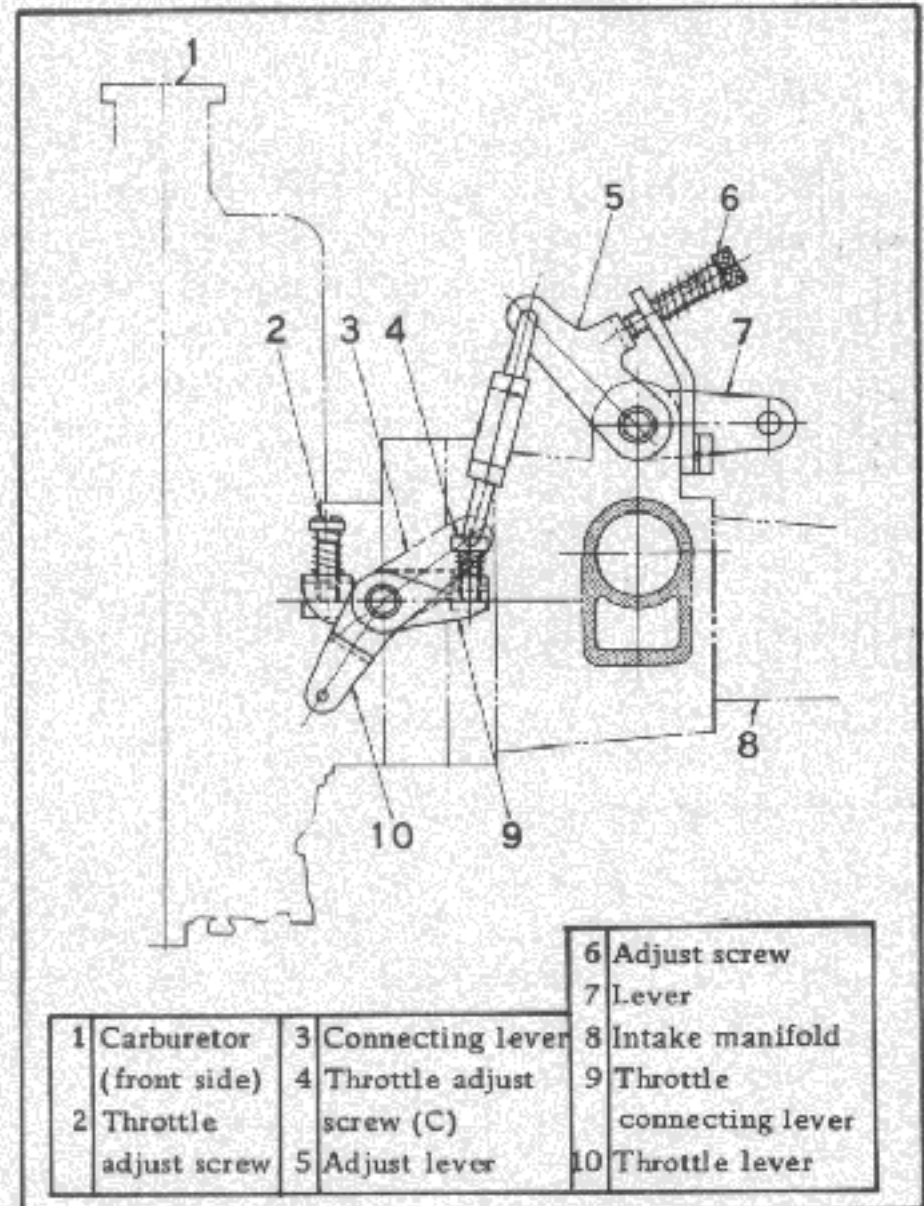 1
5
6
2
3
4
7
8
10
9
1 Carburetor
(front side)
2 Throttle
adjust screw
3 Connecting lever
4 Throttle adjust
screw (C)
5 Adjust lever
6 Adjust screw
7 Lever
8 Intake manifold
9 Throttle
connecting lever
10 Throttle lever